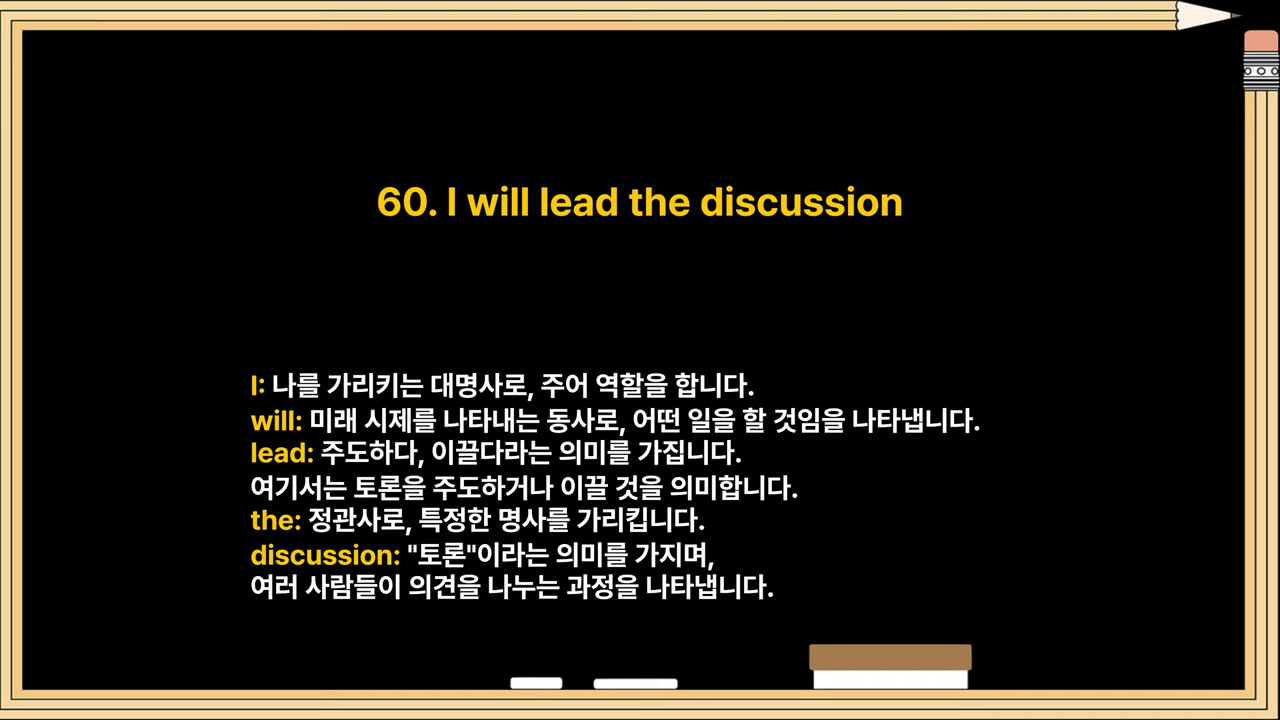 60. I will lead the discussion
I: 나를 가리키는 대명사로, 주어 역할을 합니다.
will: 미래 시제를 나타내는 동사로, 어떤 일을 할 것임을 나타냅니다.
lead: 주도하다, 이끌다라는 의미를 가집니다.
여기서는 토론을 주도하거나 이끌 것을 의미합니다.
the: 정관사로, 특정한 명사를 가리킵니다.
discussion: "토론"이라는 의미를 가지며,
여러 사람들이 의견을 나누는 과정을 나타냅니다.